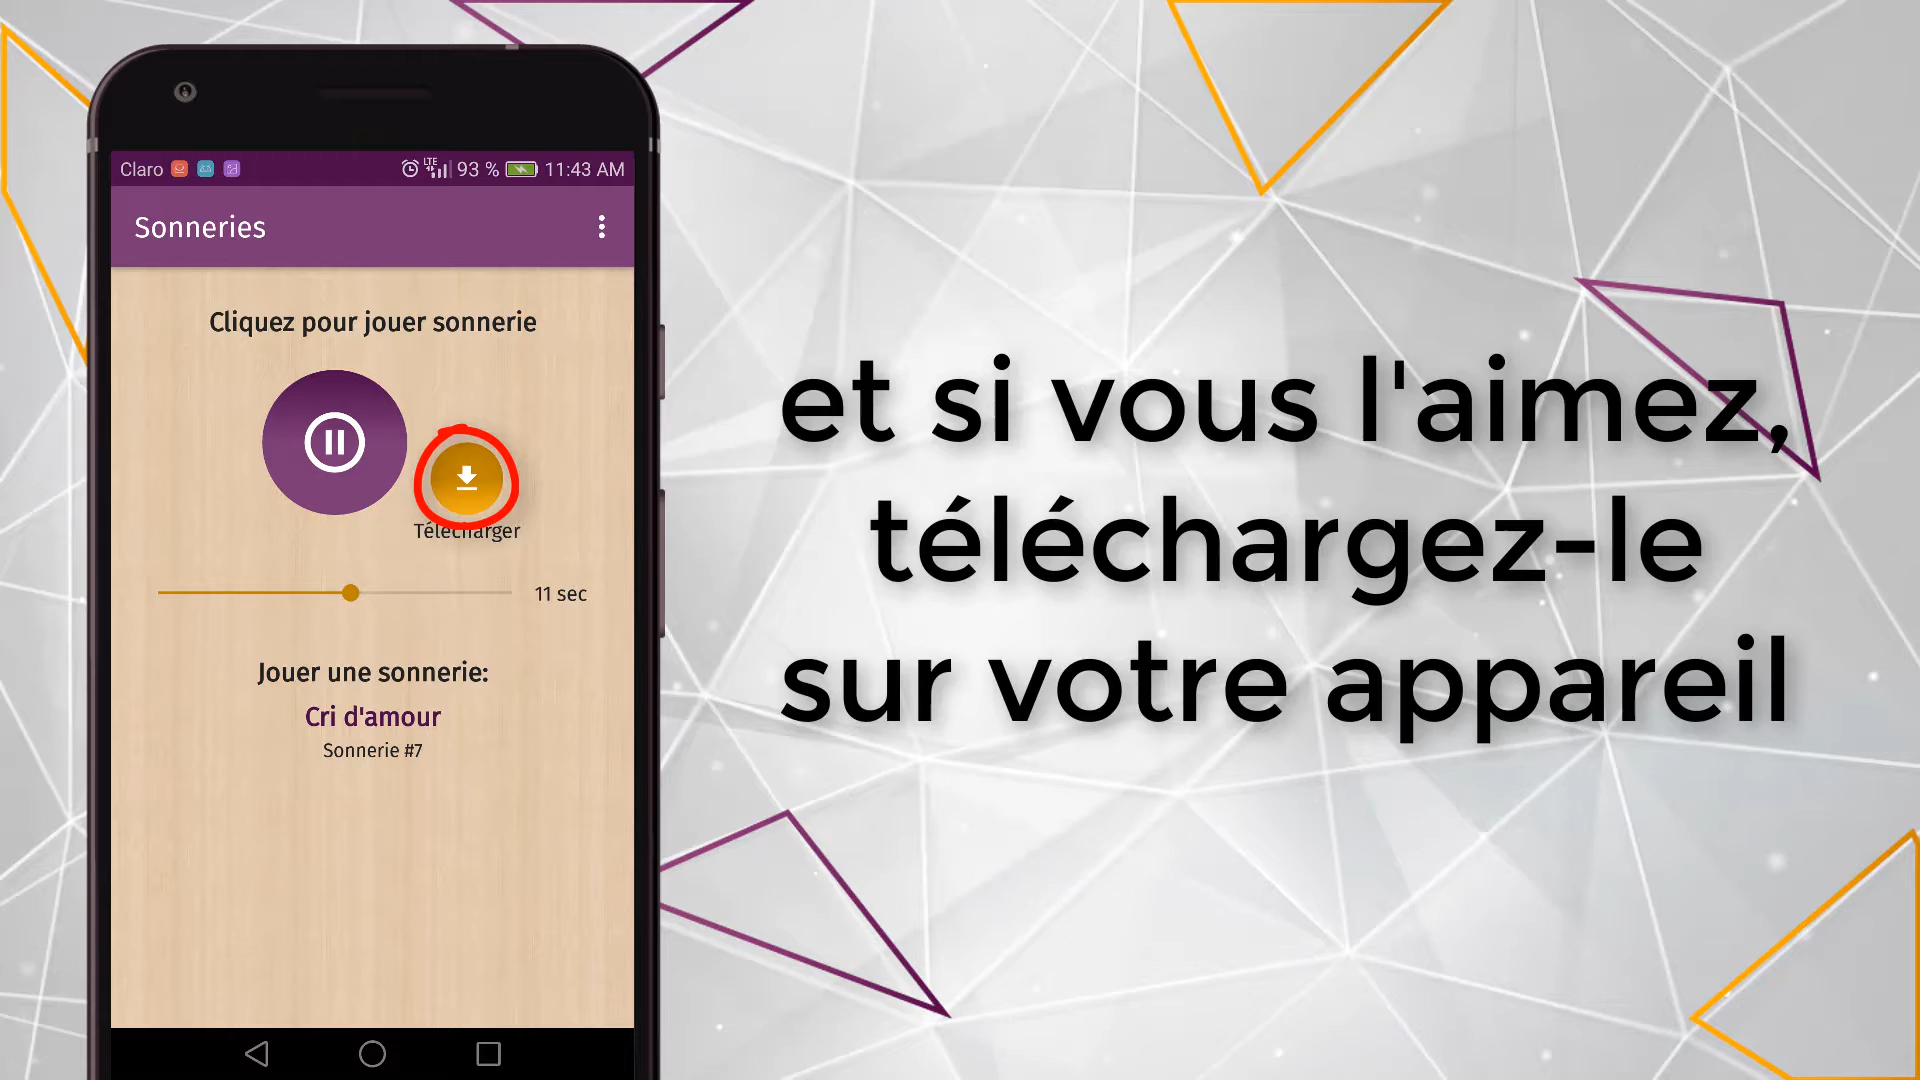 Claro
LTE 93 % 11:43 AM
Sonneries
Cliquez pour jouer sonnerie
Télécharger
11 sec
Jouer une sonnerie:
Cri d'amour
Sonnerie #7
et si vous l'aimez,
téléchargez-le
sur votre appareil